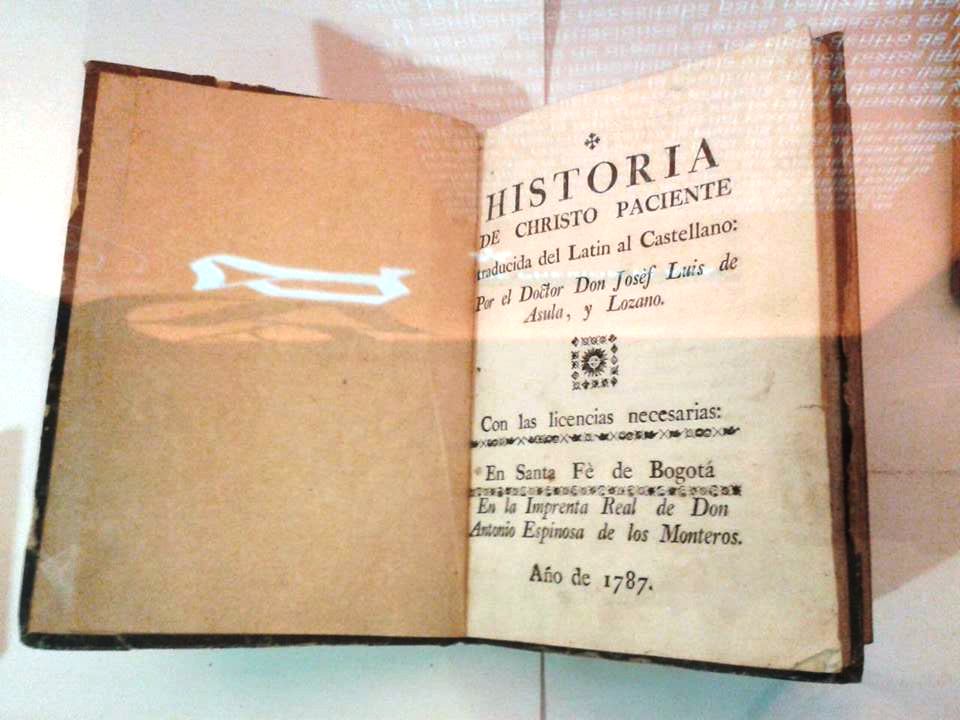 HISTORIA
DE CHRISTO PACIENTE
traducida del Latin al Castellano:
Por el Doctor Don Josèf Luis de
Asula, y Lozano.
Con las licencias necesarias:
En Santa Fè de Bogotá
En la Imprenta Real de Don
Antonio Espinosa de los Monteros.
Año de 1787.